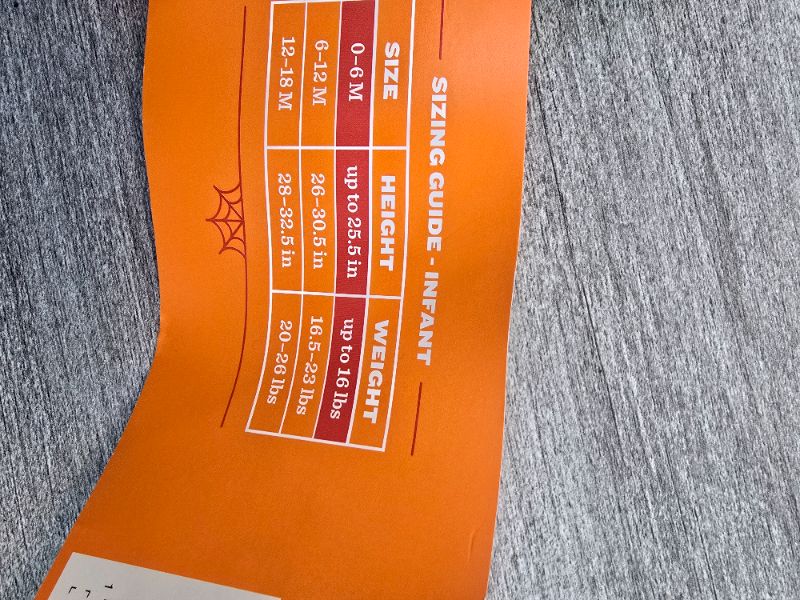 SIZING GUIDE - INFANT
SIZE HEIGHT WEIGHT
0-6 M up to 25.5 in up to 16 lbs
6-12 M 26-30.5 in 16.5-23 lbs
12-18 M 28-32.5 in 20-26 lbs